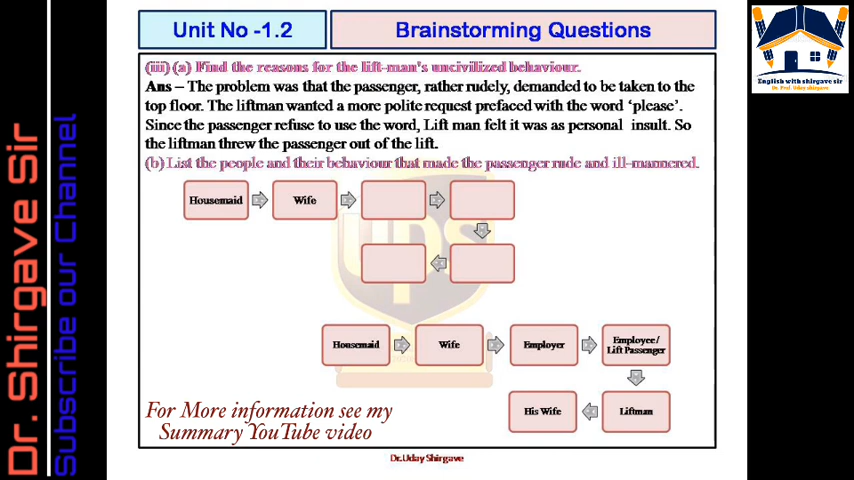 Unit No -1.2
Brainstorming Questions
English with shirgave sir
Dr. Prof. Uday shirgave
Dr. Shirgave Sir
Subscribe our Channel
(iii) (a) Find the reasons for the lift-man's uncivilized behaviour.
Ans – The problem was that the passenger, rather rudely, demanded to be taken to the
top floor. The liftman wanted a more polite request prefaced with the word ‘please’.
Since the passenger refuse to use the word, Lift man felt it was as personal insult. So
the liftman threw the passenger out of the lift.
(b) List the people and their behaviour that made the passenger rude and ill-mannered.
Housemaid
Wife
ups
Housemaid
Wife
Employer
Employee /
Lift Passenger
His Wife
Liftman
For More information see my
Summary YouTube video
Dr.Uday Shirgave